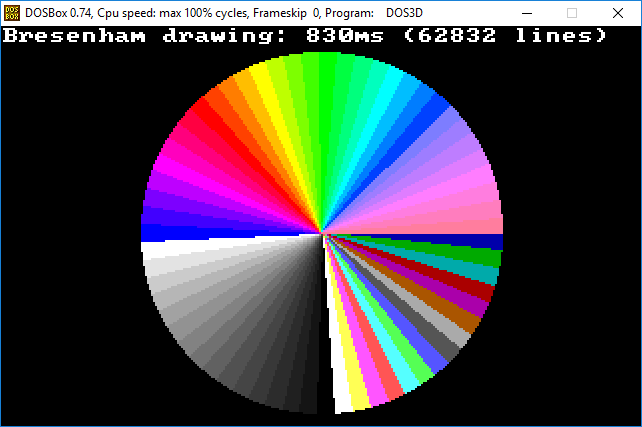 DOSBox 0.74, Cpu speed: max 100% cycles, Frameskip 0, Program: DOS3D
Bresenham drawing: 830ms (62832 lines)